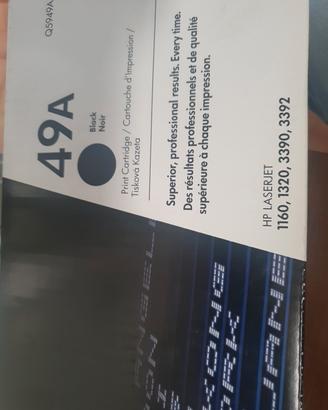 Q5949A
49A
Black
Noir
Print Cartridge / Cartouche d'impression /
Tisková Kazeta
Superior, professional results. Every time.
Des résultats professionnels et de qualité
supérieure à chaque impression.
HP LASERJET
1160, 1320, 3390, 3392